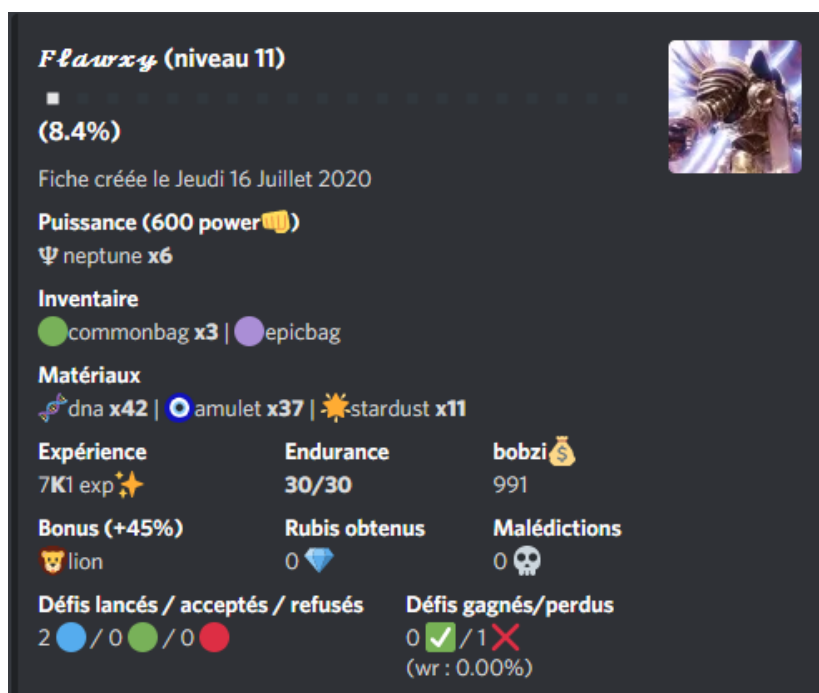 𝑭𝓵𝓪𝔀𝔁𝔂 (niveau 11)
(8.4%)
Fiche créée le Jeudi 16 Juillet 2020
Puissance (600 power👊)
🔱 neptune x6
Inventaire
🟢commonbag x3 | 🟣epicbag
Matériaux
🧬dna x42 | 🧿amulet x37 | 🌟stardust x11
Expérience Endurance bobzi💰
7K1 exp✨ 30/30 991
Bonus (+45%) Rubis obtenus Malédictions
🦁lion 0 💎 0 💀
Défis lancés / acceptés / refusés Défis gagnés/perdus
2 🔵 / 0 🟢 / 0 🔴 0 ✅ / 1 ❌
(wr : 0.00%)